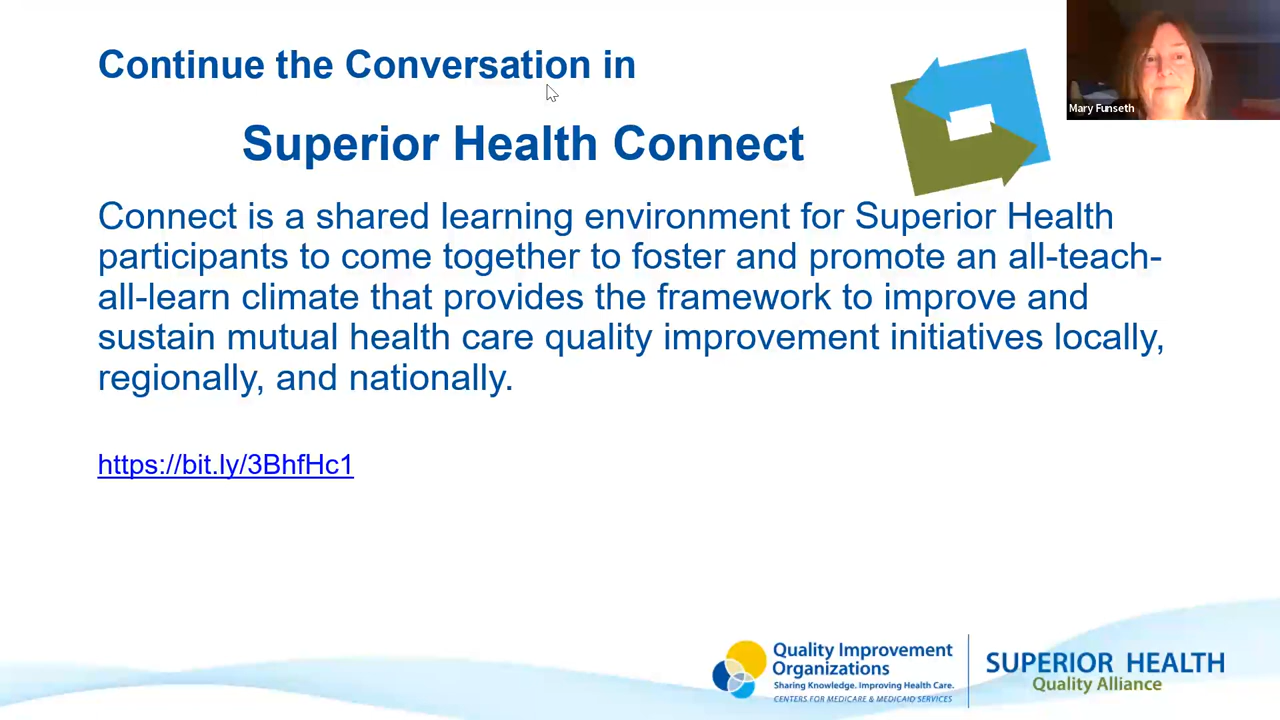 Continue the Conversation in
Superior Health Connect
Mary Funseth
Connect is a shared learning environment for Superior Health
participants to come together to foster and promote an all-teach-
all-learn climate that provides the framework to improve and
sustain mutual health care quality improvement initiatives locally,
regionally, and nationally.
https://bit.ly/3BhfHc1
Quality Improvement
Organizations
Sharing Knowledge. Improving Health Care.
CENTERS FOR MEDICARE & MEDICAID SERVICES
SUPERIOR HEALTH
Quality Alliance